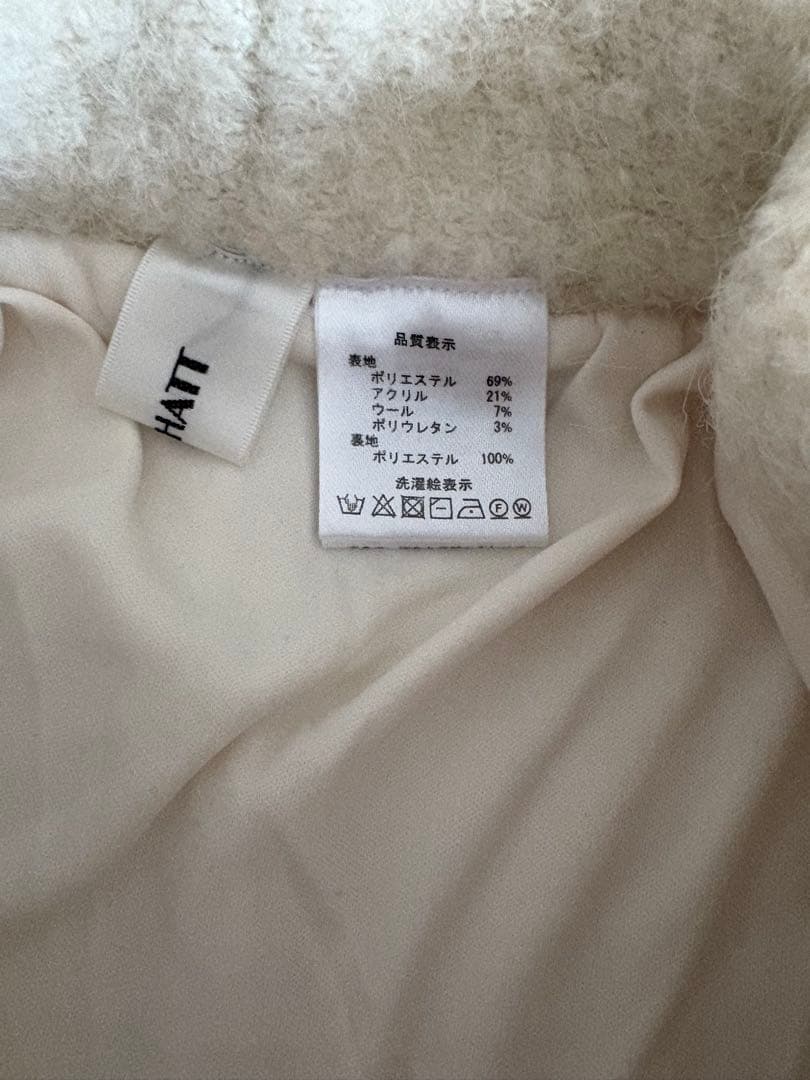 HATT
品質表示
表地
ポリエステル 69%
アクリル 21%
ウール 7%
ポリウレタン 3%
裏地
ポリエステル 100%
洗濯絵表示
F W